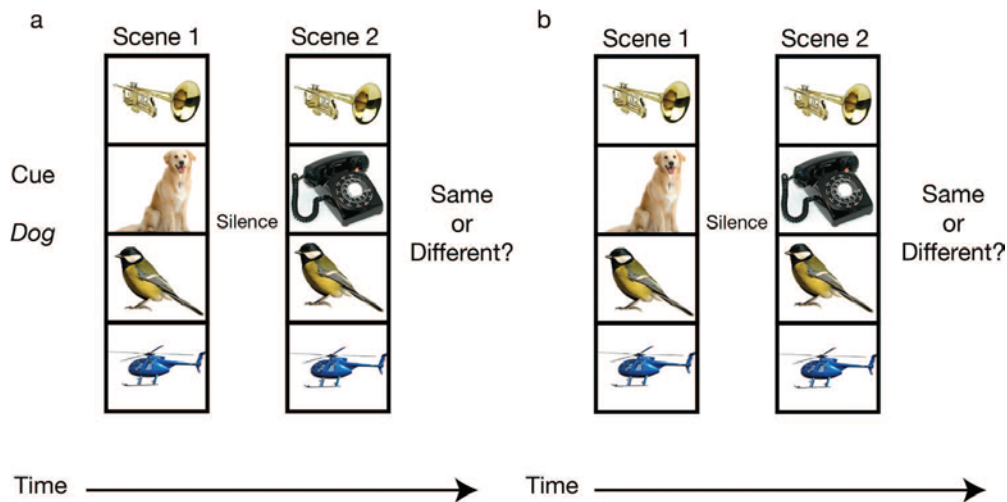 a
Scene 1
Scene 2
Cue
Dog
Silence
Same
or
Different?
Time
b
Scene 1
Scene 2
Silence
Same
or
Different?
Time